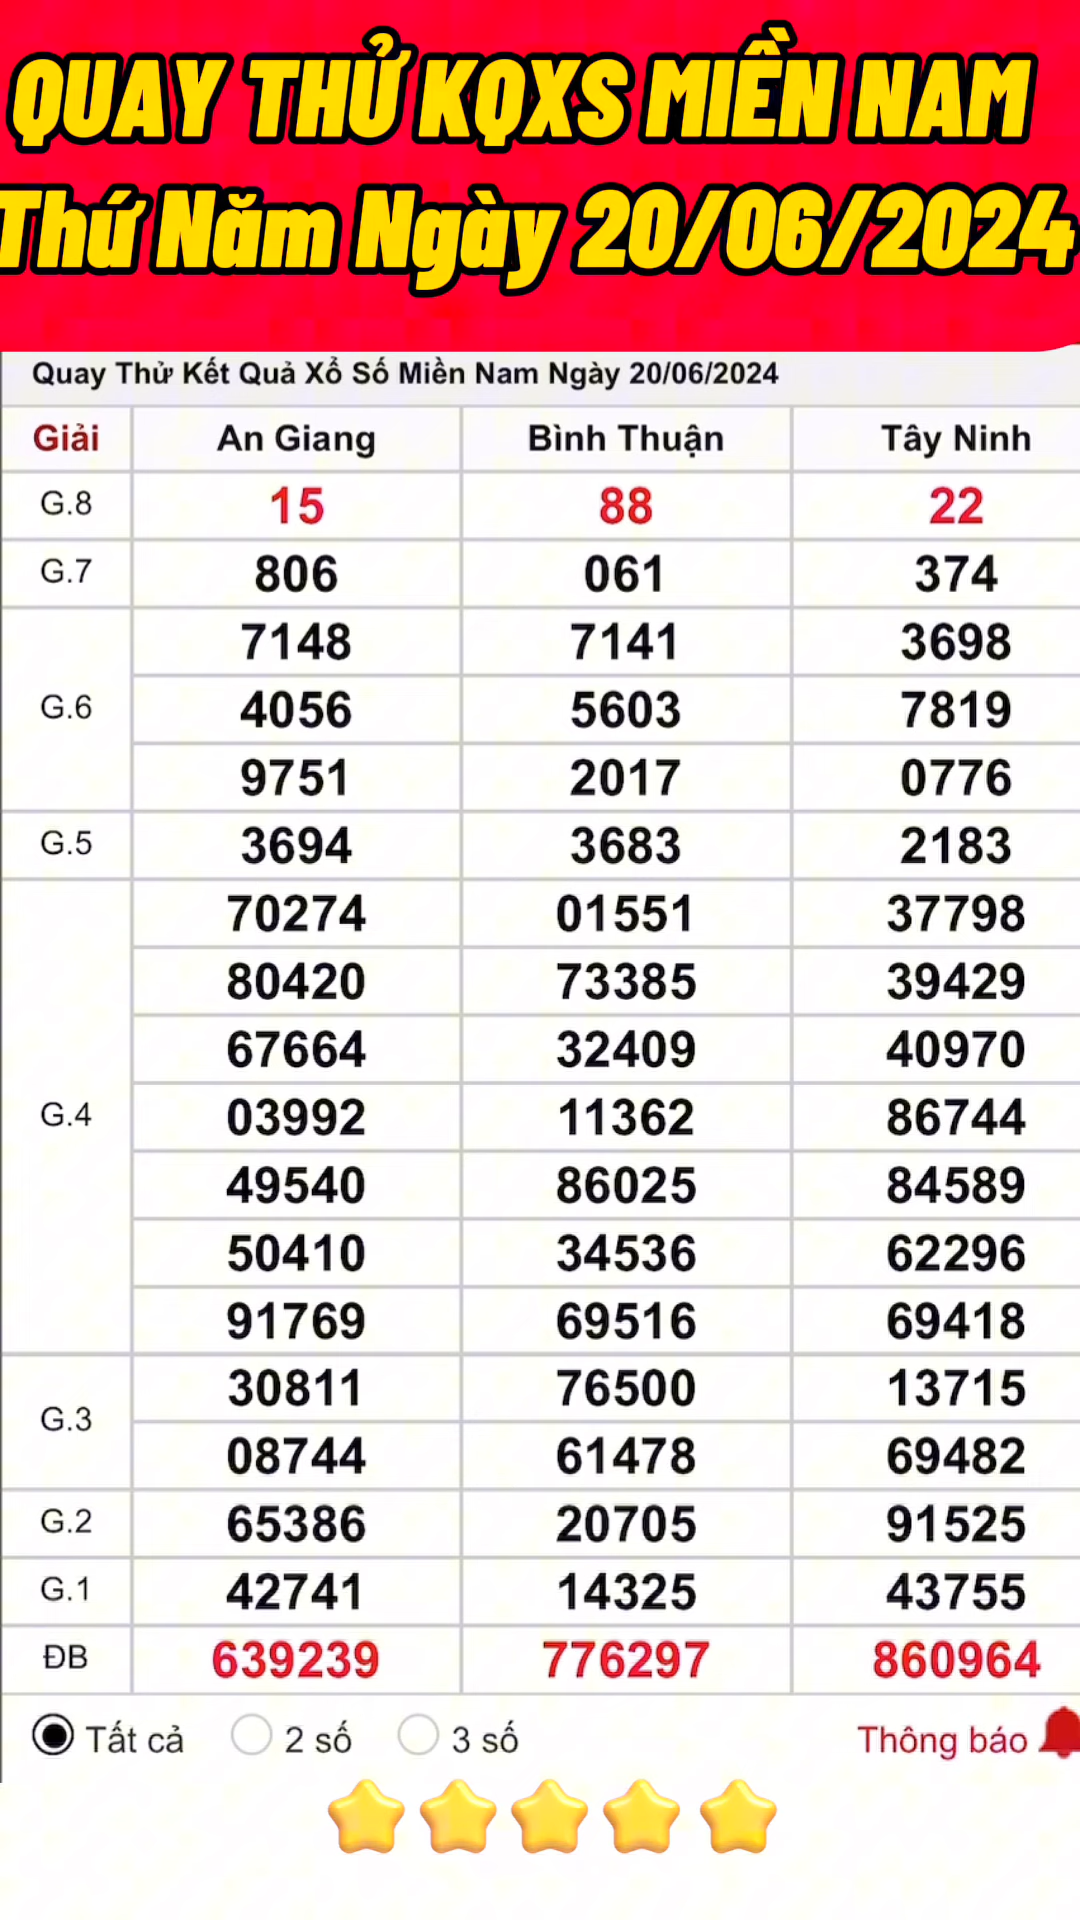 QUAY THỬ KQXS MIỀN NAM
Thứ Năm Ngày 20/06/2024
Quay Thử Kết Quả Xổ Số Miền Nam Ngày 20/06/2024
Giải An Giang Bình Thuận Tây Ninh
G.8 15 88 22
G.7 806 061 374
7148 7141 3698
G.6 4056 5603 7819
9751 2017 0776
G.5 3694 3683 2183
70274 01551 37798
80420 73385 39429
67664 32409 40970
G.4 03992 11362 86744
49540 86025 84589
50410 34536 62296
91769 69516 69418
G.3 30811 76500 13715
08744 61478 69482
G.2 65386 20705 91525
G.1 42741 14325 43755
ĐB 639239 776297 860964
Tất cả 2 số 3 số Thông báo